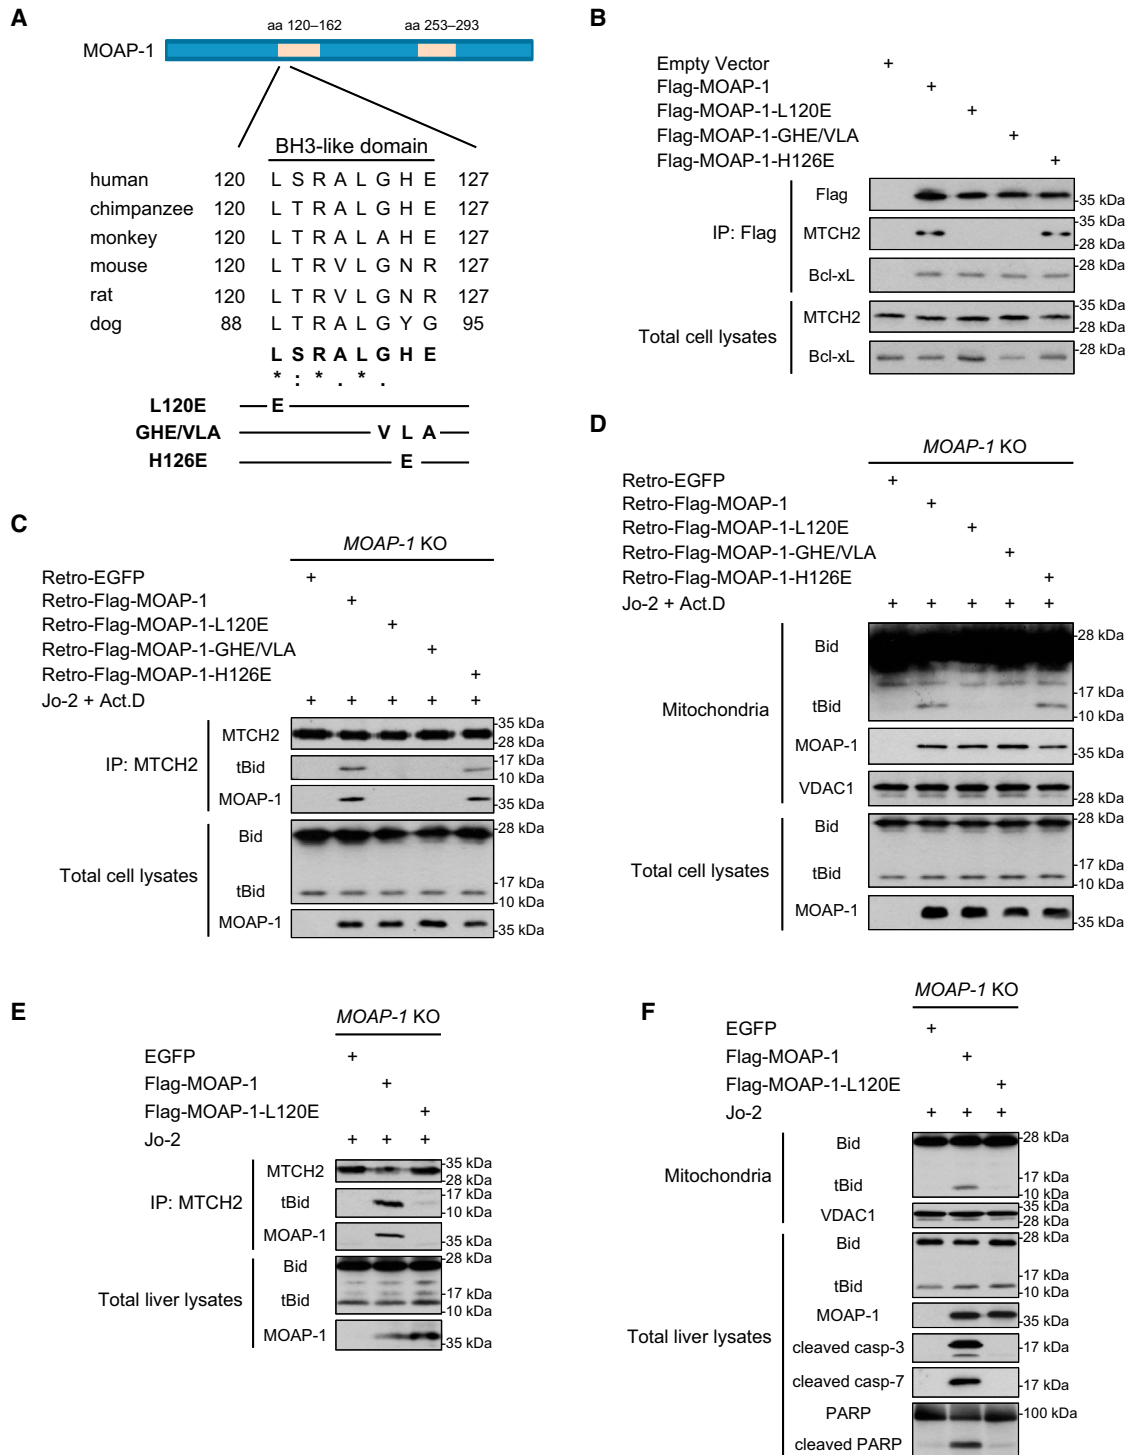 A
aa 120–162 aa 253–293
MOAP-1
BH3-like domain
human 120 L S R A L G H E 127
chimpanzee 120 L T R A L G H E 127
monkey 120 L T R A L A H E 127
mouse 120 L T R V L G N R 127
rat 120 L T R V L G N R 127
dog 88 L T R A L G Y G 95
L S R A L G H E
* : * . * .
L120E E
GHE/VLA V L A
H126E E
B
Empty Vector +
Flag-MOAP-1 +
Flag-MOAP-1-L120E +
Flag-MOAP-1-GHE/VLA +
Flag-MOAP-1-H126E +
IP: Flag
Flag -35 kDa
MTCH2 -35 kDa
-28 kDa
Bcl-xL -28 kDa
Total cell lysates
MTCH2 -35 kDa
-28 kDa
Bcl-xL -28 kDa
C
MOAP-1 KO
Retro-EGFP +
Retro-Flag-MOAP-1 +
Retro-Flag-MOAP-1-L120E +
Retro-Flag-MOAP-1-GHE/VLA +
Retro-Flag-MOAP-1-H126E +
Jo-2 + Act.D + + + + +
IP: MTCH2
MTCH2 -35 kDa
-28 kDa
tBid -17 kDa
-10 kDa
MOAP-1 -35 kDa
Total cell lysates
Bid -28 kDa
tBid -17 kDa
-10 kDa
MOAP-1 -35 kDa
D
MOAP-1 KO
Retro-EGFP +
Retro-Flag-MOAP-1 +
Retro-Flag-MOAP-1-L120E +
Retro-Flag-MOAP-1-GHE/VLA +
Retro-Flag-MOAP-1-H126E +
Jo-2 + Act.D + + + + +
Mitochondria
Bid -28 kDa
-17 kDa
tBid -10 kDa
MOAP-1 -35 kDa
VDAC1 -28 kDa
Total cell lysates
Bid -28 kDa
tBid -17 kDa
-10 kDa
MOAP-1 -35 kDa
E
MOAP-1 KO
EGFP +
Flag-MOAP-1 +
Flag-MOAP-1-L120E +
Jo-2 + + +
IP: MTCH2
MTCH2 -35 kDa
-28 kDa
tBid -17 kDa
-10 kDa
MOAP-1 -35 kDa
Total liver lysates
Bid -28 kDa
tBid -17 kDa
-10 kDa
MOAP-1 -35 kDa
F
MOAP-1 KO
EGFP +
Flag-MOAP-1 +
Flag-MOAP-1-L120E +
Jo-2 + + +
Mitochondria
Bid -28 kDa
tBid -17 kDa
-10 kDa
VDAC1 -35 kDa
-28 kDa
Total liver lysates
Bid -28 kDa
tBid -17 kDa
-10 kDa
MOAP-1 -35 kDa
cleaved casp-3 -17 kDa
cleaved casp-7 -17 kDa
PARP -100 kDa
cleaved PARP